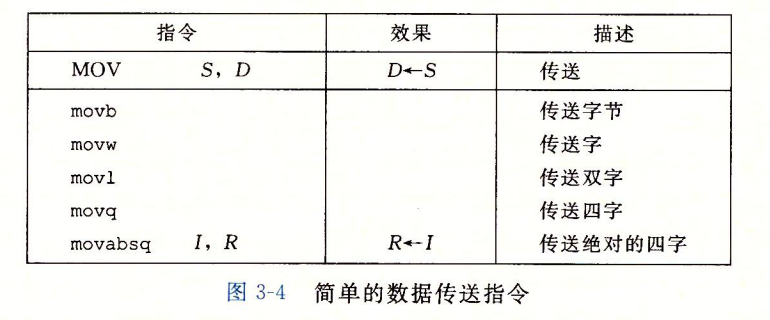 指令 效果 描述
MOV S, D D←S 传送
movb 传送字节
movw 传送字
movl 传送双字
movq 传送四字
movabsq I, R R←I 传送绝对的四字
图 3-4 简单的数据传送指令